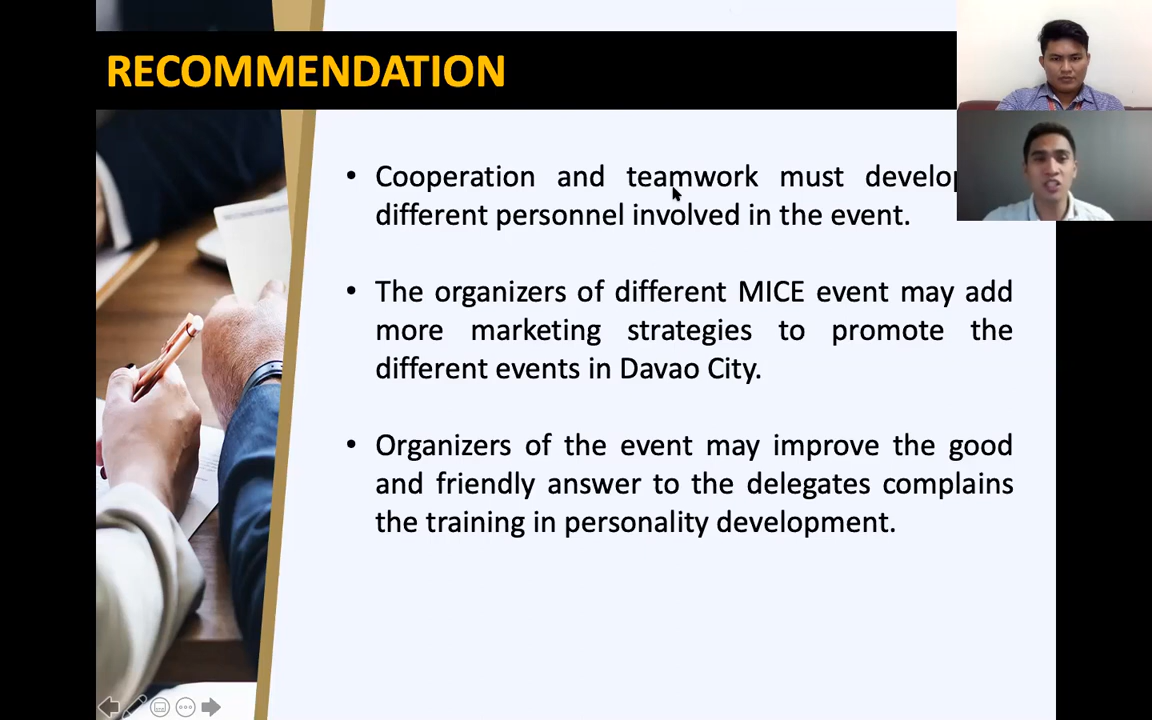 RECOMMENDATION
• Cooperation and teamwork must develop
different personnel involved in the event.
• The organizers of different MICE event may add
more marketing strategies to promote the
different events in Davao City.
• Organizers of the event may improve the good
and friendly answer to the delegates complains
the training in personality development.